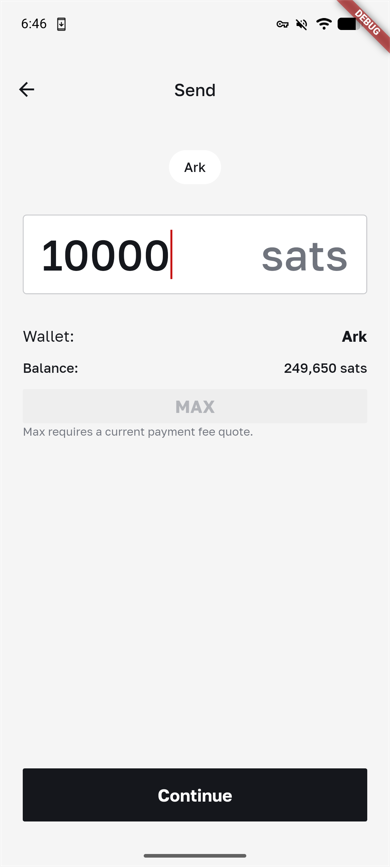 6:46
DEBUG
Send
Ark
10000 sats
Wallet: Ark
Balance: 249,650 sats
MAX
Max requires a current payment fee quote.
Continue